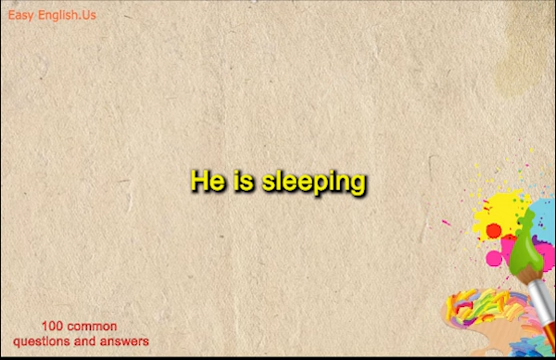 Easy English.Us
He is sleeping
100 common
questions and answers